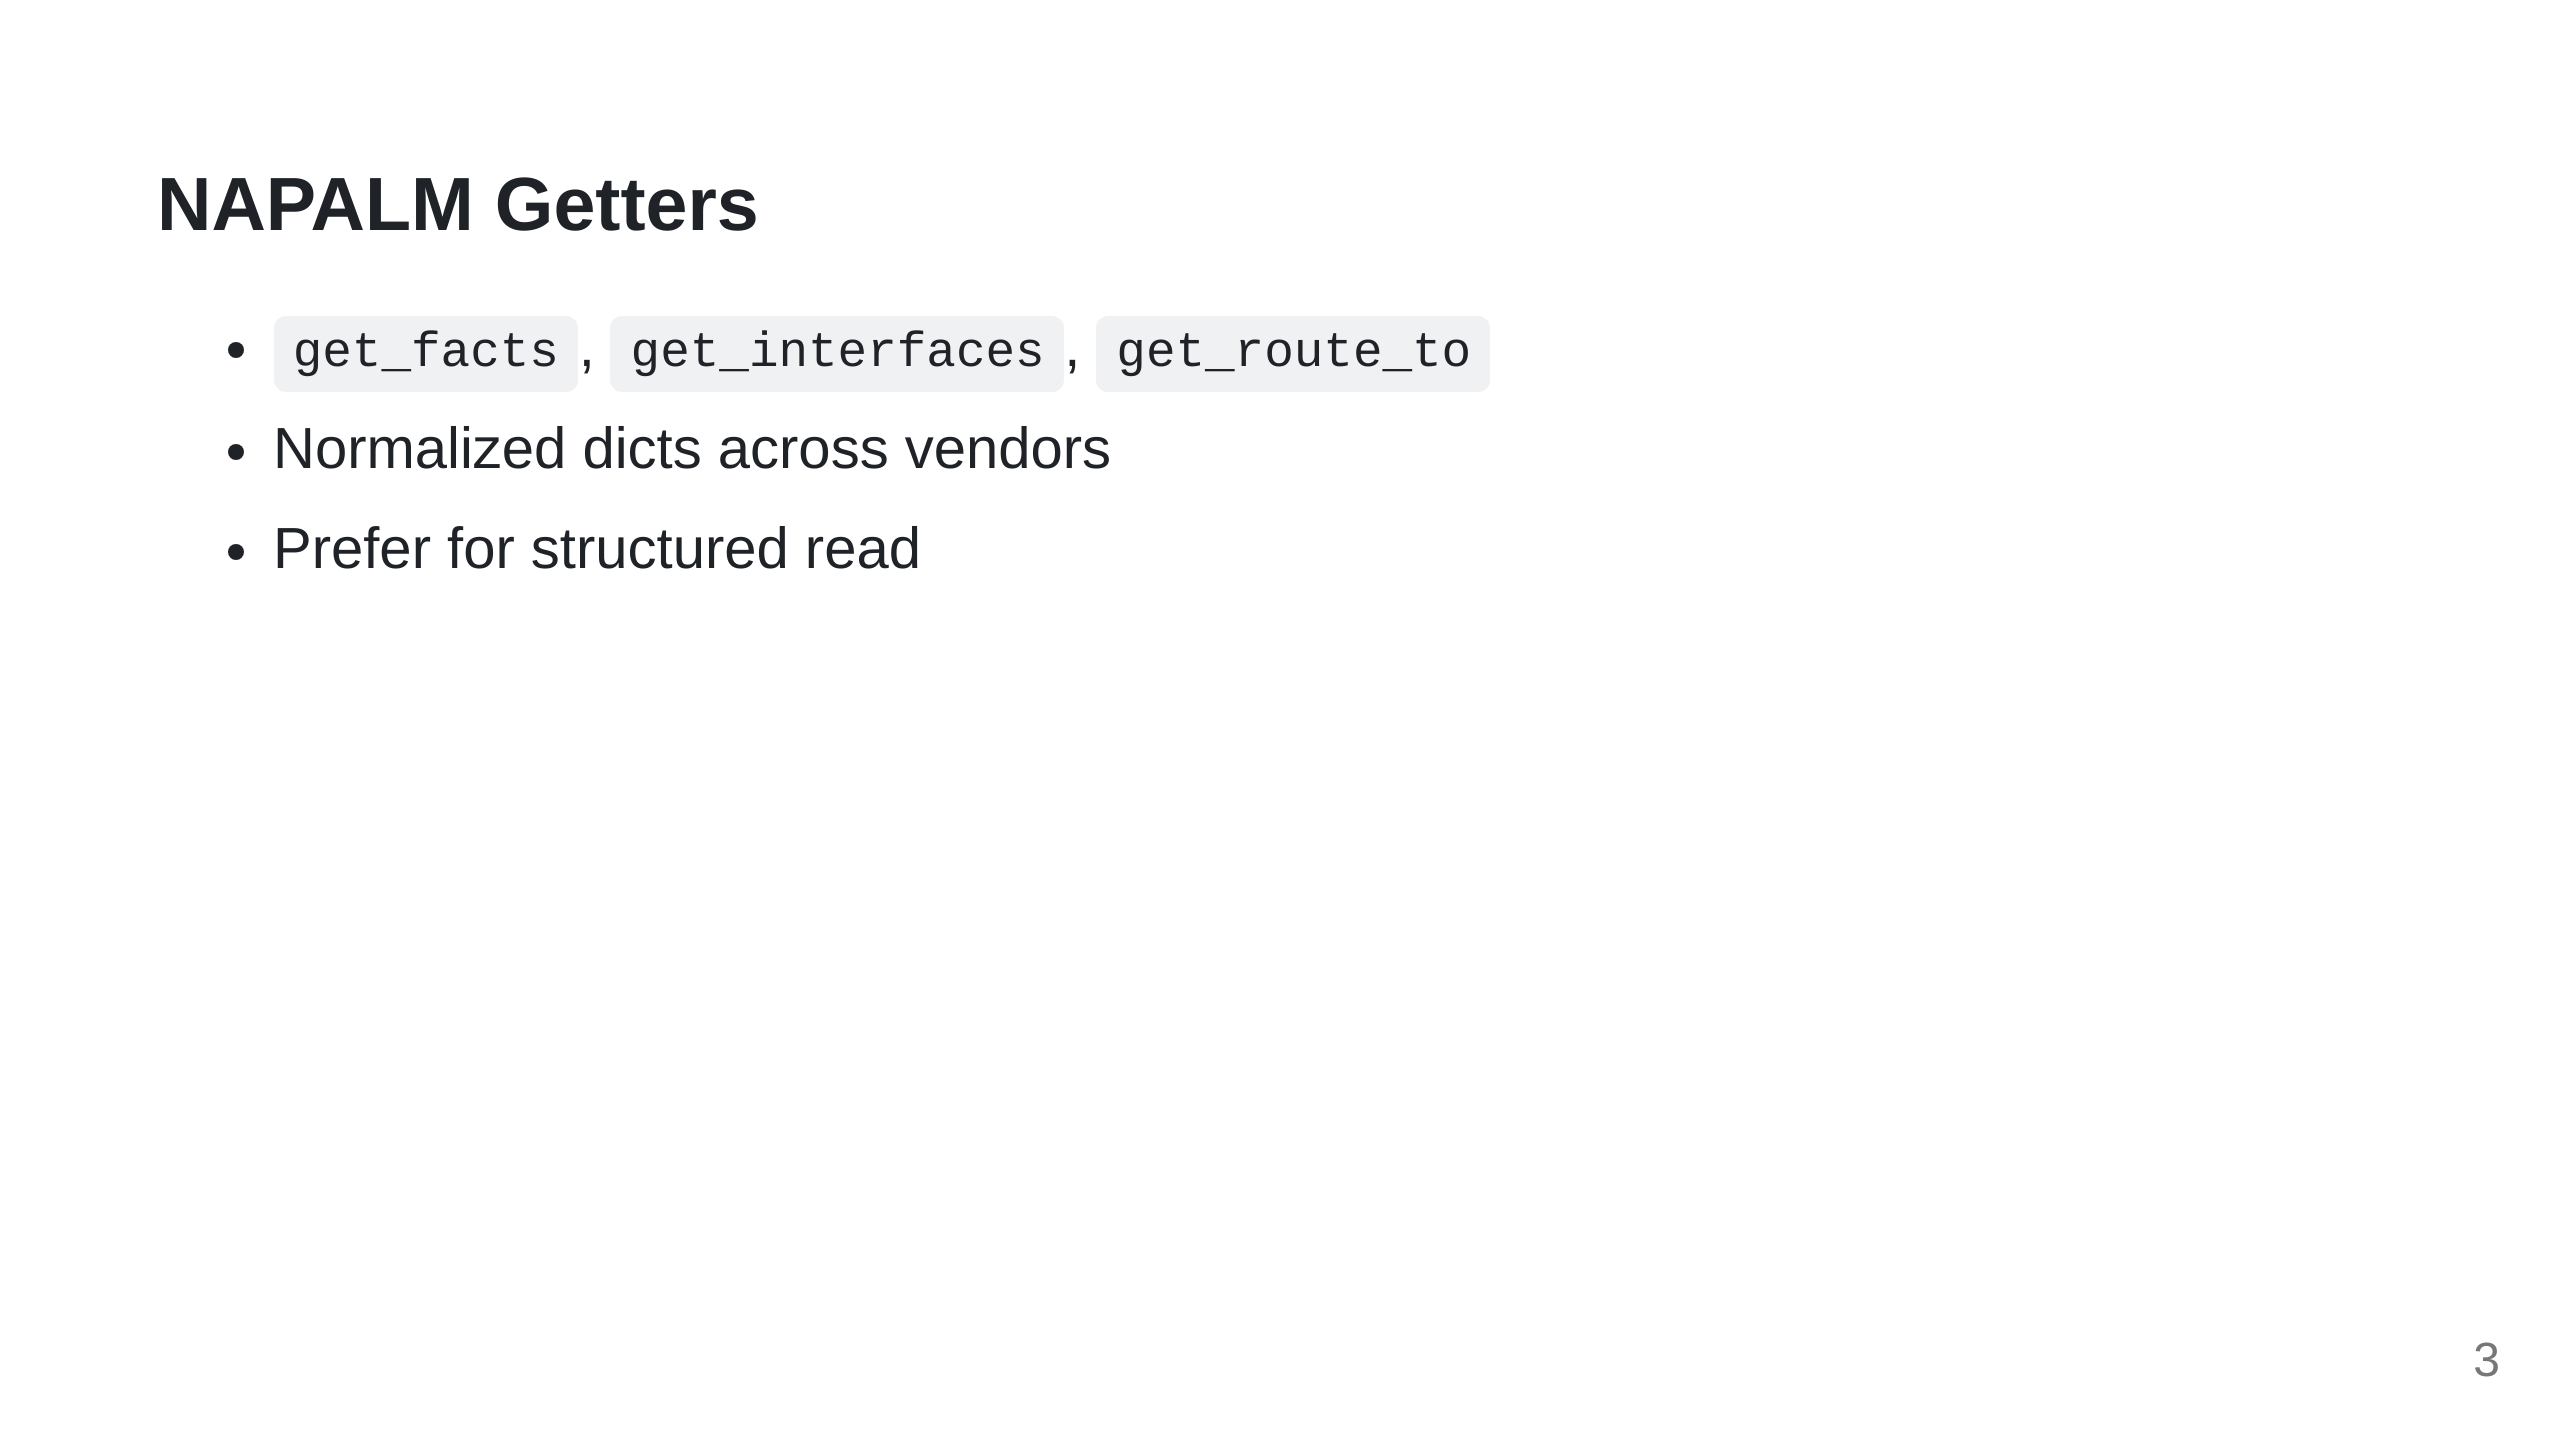 NAPALM Getters
• get_facts, get_interfaces, get_route_to
• Normalized dicts across vendors
• Prefer for structured read
3